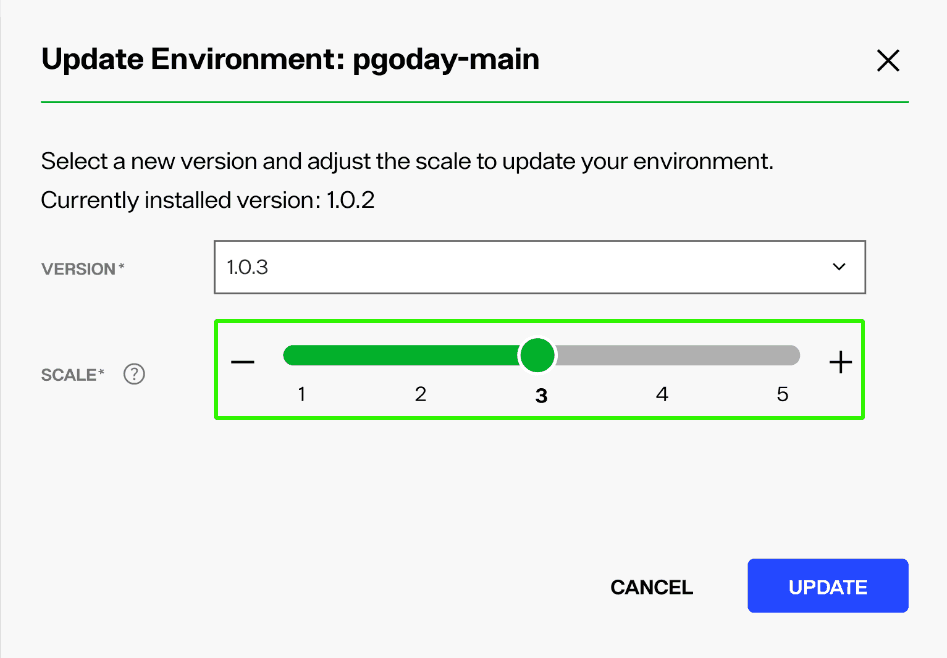 Update Environment: pgoday-main
Select a new version and adjust the scale to update your environment.
Currently installed version: 1.0.2
VERSION* 1.0.3
SCALE* ?
1 2 3 4 5
CANCEL UPDATE